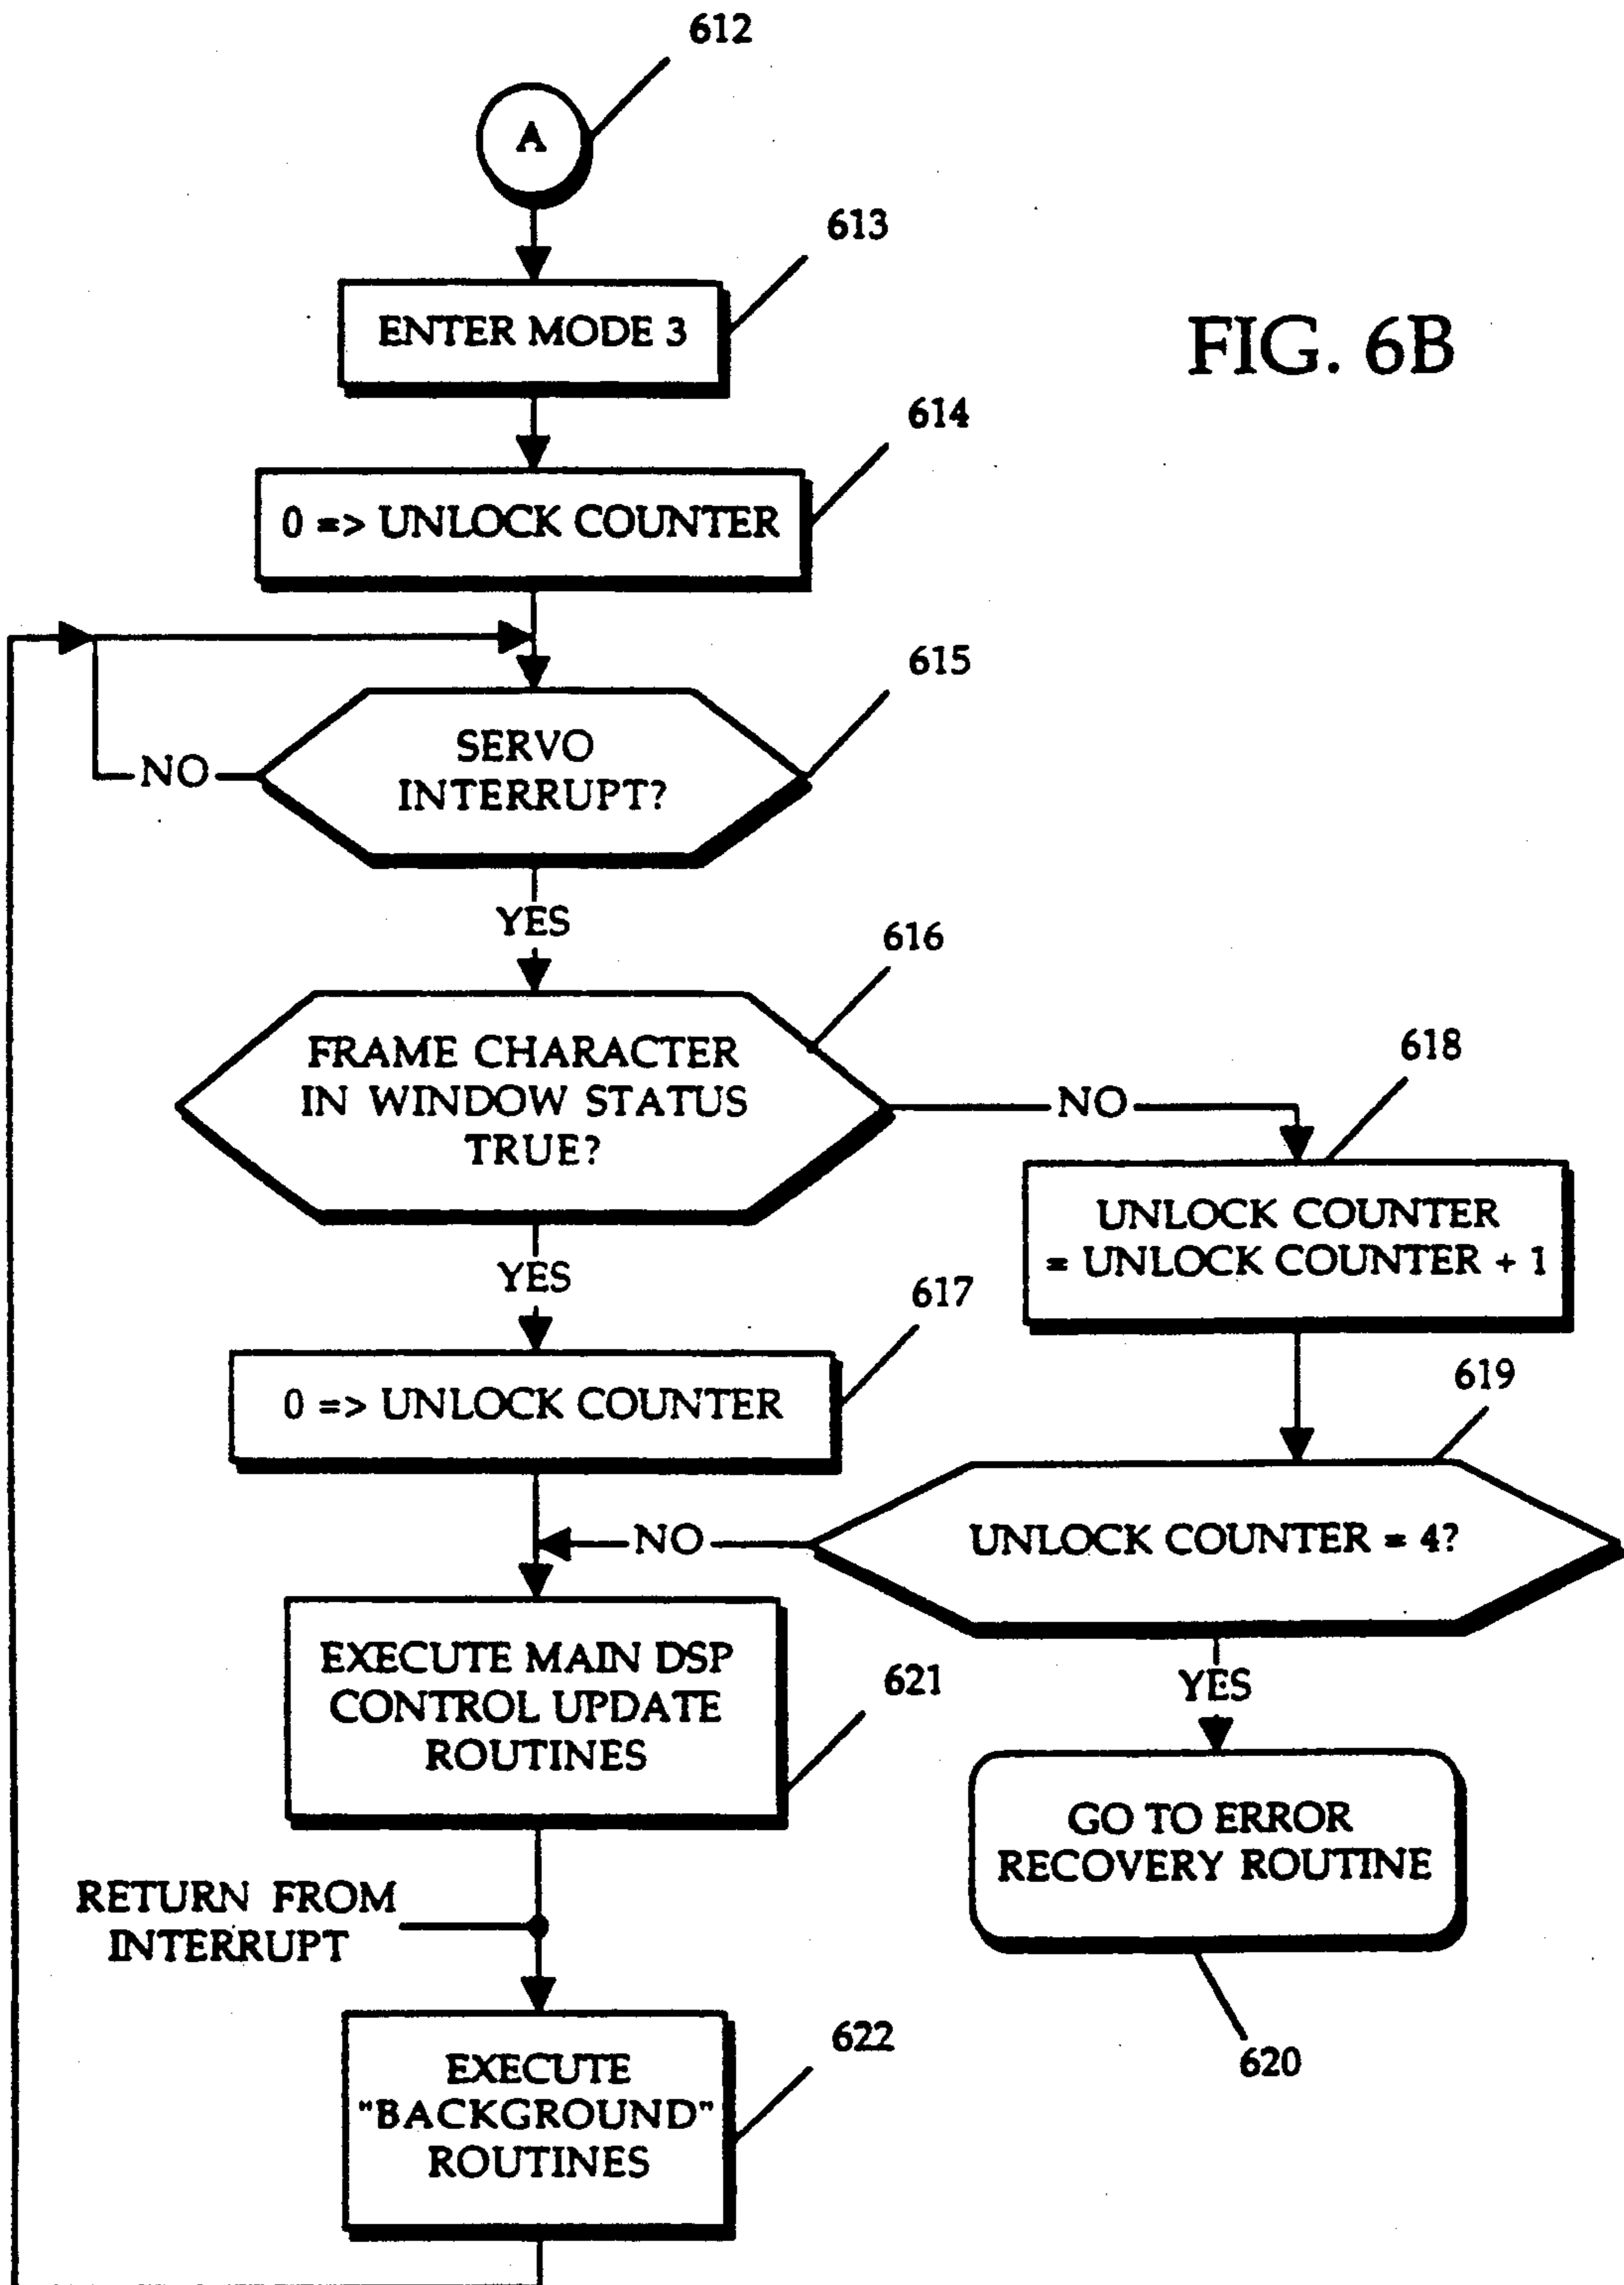 612
A
613
ENTER MODE 3
FIG. 6B
614
0 => UNLOCK COUNTER
615
SERVO
INTERRUPT?
NO
YES
616
FRAME CHARACTER
IN WINDOW STATUS
TRUE?
NO
618
UNLOCK COUNTER
= UNLOCK COUNTER + 1
YES
617
0 => UNLOCK COUNTER
619
UNLOCK COUNTER = 4?
NO
YES
EXECUTE MAIN DSP
CONTROL UPDATE
ROUTINES
621
GO TO ERROR
RECOVERY ROUTINE
620
RETURN FROM
INTERRUPT
622
EXECUTE
"BACKGROUND"
ROUTINES